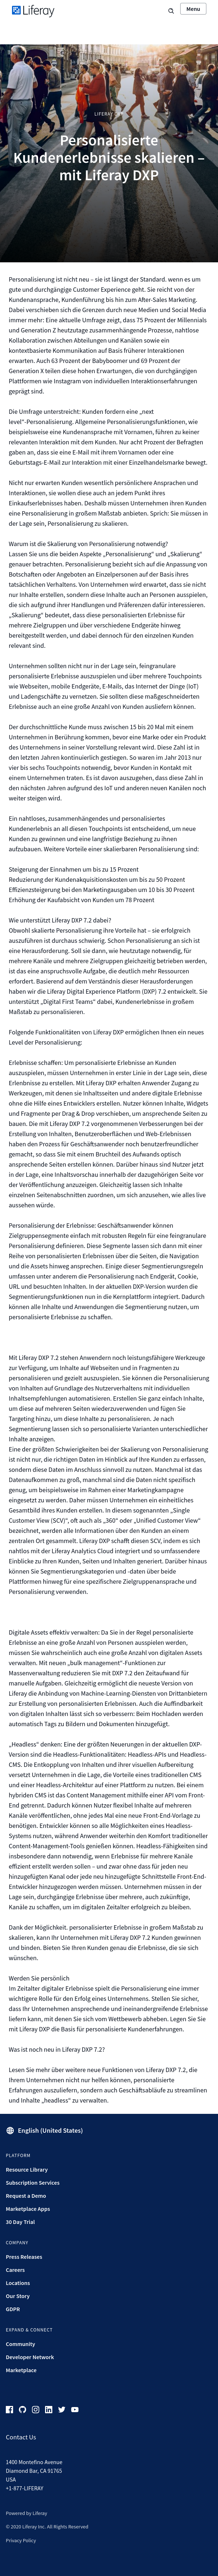 Liferay
Menu
LIFERAY DXP
Personalisierte
Kundenerlebnisse skalieren –
mit Liferay DXP
Personalisierung ist nicht neu – sie ist längst der Standard. wenn es um
gute und durchgängige Customer Experience geht. Sie reicht von der
Kundenansprache, Kundenführung bis hin zum After-Sales Marketing.
Dabei verschieben sich die Grenzen durch neue Medien und Social Media
immer mehr: Eine aktuelle Umfrage zeigt, dass 75 Prozent der Millenials
und Generation Z heutzutage zusammenhängende Prozesse, nahtlose
Kollaboration zwischen Abteilungen und Kanälen sowie ein
kontextbasierte Kommunikation auf Basis früherer Interaktionen
erwarten. Auch 63 Prozent der Babyboomer und 69 Prozent der
Generation X teilen diese hohen Erwartungen, die von durchgängigen
Plattformen wie Instagram von individuellen Interaktionserfahrungen
geprägt sind.
Die Umfrage unterstreicht: Kunden fordern eine „next
level“-Personalisierung. Allgemeine Personalisierungsfunktionen, wie
beispielsweise eine Kundenansprache mit Vornamen, führen zu keiner
relevanten Interaktion mit dem Kunden. Nur acht Prozent der Befragten
gaben an, dass sie eine E-Mail mit ihrem Vornamen oder eine
Geburtstags-E-Mail zur Interaktion mit einer Einzelhandelsmarke bewegt.
Nicht nur erwarten Kunden wesentlich persönlichere Ansprachen und
Interaktionen, sie wollen diese auch an jedem Punkt ihres
Einkaufserlebnisses haben. Deshalb müssen Unternehmen ihren Kunden
eine Personalisierung in großem Maßstab anbieten. Sprich: Sie müssen in
der Lage sein, Personalisierung zu skalieren.
Warum ist die Skalierung von Personalisierung notwendig?
Lassen Sie uns die beiden Aspekte „Personalisierung“ und „Skalierung“
genauer betrachten. Personalisierung bezieht sich auf die Anpassung von
Botschaften oder Angeboten an Einzelpersonen auf der Basis ihres
tatsächlichen Verhaltens. Von Unternehmen wird erwartet, dass sie nicht
nur Inhalte erstellen, sondern diese Inhalte auch an Personen ausspielen,
die sich aufgrund ihrer Handlungen und Präferenzen dafür interessieren.
„Skalierung“ bedeutet, dass diese personalisierten Erlebnisse für
mehrere Zielgruppen und über verschiedene Endgeräte hinweg
bereitgestellt werden, und dabei dennoch für den einzelnen Kunden
relevant sind.
Unternehmen sollten nicht nur in der Lage sein, feingranulare
personalisierte Erlebnisse auszuspielen und über mehrere Touchpoints
wie Webseiten, mobile Endgeräte, E-Mails, das Internet der Dinge (IoT)
und Ladengeschäfte zu vernetzen. Sie sollten diese maßgeschneiderten
Erlebnisse auch an eine große Anzahl von Kunden ausliefern können.
Der durchschnittliche Kunde muss zwischen 15 bis 20 Mal mit einem
Unternehmen in Berührung kommen, bevor eine Marke oder ein Produkt
des Unternehmens in seiner Vorstellung relevant wird. Diese Zahl ist in
den letzten Jahren kontinuierlich gestiegen. So waren im Jahr 2013 nur
vier bis sechs Touchpoints notwendig, bevor Kunden in Kontakt mit
einem Unternehmen traten. Es ist davon auszugehen, dass diese Zahl in
den nächsten Jahren aufgrund des IoT und anderen neuen Kanälen noch
weiter steigen wird.
Ein nahtloses, zusammenhängendes und personalisiertes
Kundenerlebnis an all diesen Touchpoints ist entscheidend, um neue
Kunden zu gewinnen und eine langfristige Beziehung zu ihnen
aufzubauen. Weitere Vorteile einer skalierbaren Personalisierung sind:
Steigerung der Einnahmen um bis zu 15 Prozent
Reduzierung der Kundenakquisitionskosten um bis zu 50 Prozent
Effizienzsteigerung bei den Marketingausgaben um 10 bis 30 Prozent
Erhöhung der Kaufabsicht von Kunden um 78 Prozent
Wie unterstützt Liferay DXP 7.2 dabei?
Obwohl skalierte Personalisierung ihre Vorteile hat – sie erfolgreich
auszuführen ist durchaus schwierig. Schon Personalisierung an sich ist
eine Herausforderung. Soll sie dann, wie heutzutage notwendig, für
mehrere Kanäle und mehrere Zielgruppen gleichzeitig betrieben werden,
ist das eine anspruchsvolle Aufgabe, die deutlich mehr Ressourcen
erfordert. Basierend auf dem Verständnis dieser Herausforderungen
haben wir die Liferay Digital Experience Platform (DXP) 7.2 entwickelt. Sie
unterstützt „Digital First Teams“ dabei, Kundenerlebnisse in großem
Maßstab zu personalisieren.
Folgende Funktionalitäten von Liferay DXP ermöglichen Ihnen ein neues
Level der Personalisierung:
Erlebnisse schaffen: Um personalisierte Erlebnisse an Kunden
auszuspielen, müssen Unternehmen in erster Linie in der Lage sein, diese
Erlebnisse zu erstellen. Mit Liferay DXP erhalten Anwender Zugang zu
Werkzeugen, mit denen sie Inhaltsseiten und andere digitale Erlebnisse
ohne die Hilfe eines Entwicklers erstellen. Nutzer können Inhalte, Widgets
und Fragmente per Drag & Drop verschieben, um ansprechende Seiten zu
bauen. Die mit Liferay DXP 7.2 vorgenommenen Verbesserungen bei der
Erstellung von Inhalten, Benutzeroberflächen und Web-Erlebnissen
haben den Prozess für Geschäftsanwender noch benutzerfreundlicher
gemacht, so dass Sie mit einem Bruchteil des Aufwands optisch
ansprechende Seiten erstellen können. Darüber hinaus sind Nutzer jetzt
in der Lage, eine Inhaltsvorschau innerhalb der dazugehörigen Seite vor
der Veröffentlichung anzuzeigen. Gleichzeitig lassen sich Inhalte
einzelnen Seitenabschnitten zuordnen, um sich anzusehen, wie alles live
aussehen würde.
Personalisierung der Erlebnisse: Geschäftsanwender können
Zielgruppensegmente einfach mit robusten Regeln für eine feingranulare
Personalisierung definieren. Diese Segmente lassen sich anschließend mit einer
Reihe von personalisierten Erlebnissen über die Seiten, die Navigation
und die Assets hinweg ansprechen. Einige dieser Segmentierungsregeln
umfassen unter anderem die Personalisierung nach Endgerät, Cookie,
URL und besuchten Inhalten. In der aktuellen DXP-Version wurden die
Segmentierungsfunktionen nun in die Kernplattform integriert. Dadurch
können alle Inhalte und Anwendungen die Segmentierung nutzen, um
personalisierte Erlebnisse zu schaffen.
Mit Liferay DXP 7.2 stehen Anwendern noch leistungsfähigere Werkzeuge
zur Verfügung, um Inhalte auf Webseiten und in Fragmenten zu
personalisieren und gezielt auszuspielen. Sie können die Personalisierung
von Inhalten auf Grundlage des Nutzerverhaltens mit individuellen
Inhaltsempfehlungen automatisieren. Erstellen Sie ganz einfach Inhalte,
um diese auf mehreren Seiten wiederzuverwenden und fügen Sie
Targeting hinzu, um diese Inhalte zu personalisieren. Je nach
Segmentierung lassen sich so personalisierte Varianten unterschiedlicher
Inhalte anzeigen.
Eine der größten Schwierigkeiten bei der Skalierung von Personalisierung
ist nicht nur, die richtigen Daten im Hinblick auf Ihre Kunden zu erfassen,
sondern diese Daten im Anschluss sinnvoll zu nutzen. Manchmal ist das
Datenaufkommen zu groß, manchmal sind die Daten nicht spezifisch
genug, um beispielsweise im Rahmen einer Marketingkampagne
eingesetzt zu werden. Daher müssen Unternehmen ein einheitliches
Gesamtbild ihres Kunden erstellen. In diesem sogenannten „Single
Customer View (SCV)“, oft auch als „360“ oder „Unified Customer View“
bezeichnet, werden alle Informationen über den Kunden an einem
zentralen Ort gesammelt. Liferay DXP schafft diesen SCV, indem es sich
nahtlos mit der Liferay Analytics Cloud integriert und so umfassendere
Einblicke zu Ihren Kunden, Seiten und Inhalten generiert. Darüber hinaus
können Sie Segmentierungskategorien und -daten über beide
Plattformen hinweg für eine spezifischere Zielgruppenansprache und
Personalisierung verwenden.
Digitale Assets effektiv verwalten: Da Sie in der Regel personalisierte
Erlebnisse an eine große Anzahl von Personen ausspielen werden,
müssen Sie wahrscheinlich auch eine große Anzahl von digitalen Assets
verwalten. Mit neuen „bulk management“-Funktionen zur
Massenverwaltung reduzieren Sie mit DXP 7.2 den Zeitaufwand für
manuelle Aufgaben. Gleichzeitig ermöglicht die neueste Version von
Liferay die Anbindung von Machine-Learning-Diensten von Drittanbietern
zur Erstellung von personalisierten Erlebnissen. Auch die Auffindbarkeit
von digitalen Inhalten lässt sich so verbessern: Beim Hochladen werden
automatisch Tags zu Bildern und Dokumenten hinzugefügt.
„Headless“ denken: Eine der größten Neuerungen in der aktuellen DXP-
Version sind die Headless-Funktionalitäten: Headless-APIs und Headless-
CMS. Die Entkopplung von Inhalten und ihrer visuellen Aufbereitung
versetzt Unternehmen in die Lage, die Vorteile eines traditionellen CMS
und einer Headless-Architektur auf einer Plattform zu nutzen. Bei einem
hybriden CMS ist das Content Management mithilfe einer API vom Front-
End getrennt. Dadurch können Nutzer flexibel Inhalte auf mehreren
Kanäle veröffentlichen, ohne jedes Mal eine neue Front-End-Vorlage zu
benötigen. Entwickler können damit die Möglichkeiten eines Headless-
Systems nutzen, während Anwender weiterhin den Komfort traditioneller
Content-Management-Tools genießen können. Headless-Fähigkeiten sind
insbesondere dann notwendig, wenn Erlebnisse für mehrere Kanäle
effizient erstellt werden sollen – und zwar ohne dass für jeden neu
hinzugefügten Kanal oder jede neu hinzugefügte Schnittstelle Front-End-
Entwicklungsbedarf hinzugezogen werden muss. Unternehmen müssen in der
Lage sein, durchgängige Erlebnisse über mehrere, auch zukünftige,
Kanäle zu schaffen, um im digitalen Zeitalter erfolgreich zu bleiben.
Dank der Möglichkeit. personalisierter Erlebnisse in großem Maßstab zu
skalieren, kann Ihr Unternehmen mit Liferay DXP 7.2 Kunden gewinnen
und binden. Bieten Sie Ihren Kunden genau die Erlebnisse, die sie sich
wünschen.
Werden Sie persönlich
Im Zeitalter digitaler Erlebnisse spielt die Personalisierung eine immer
wichtigere Rolle für den Erfolg eines Unternehmens. Stellen Sie sicher,
dass Ihr Unternehmen ansprechende und ineinandergreifende Erlebnisse
liefern kann, mit denen Sie sich vom Wettbewerb abheben. Legen Sie Sie
mit Liferay DXP die Basis für personalisierte Kundenerfahrungen.
Was ist noch neu in Liferay DXP 7.2?
Lesen Sie mehr über weitere neue Funktionen von Liferay DXP 7.2, die
Ihrem Unternehmen nicht nur helfen können, personalisierte
Erfahrungen auszuliefern, sondern auch Geschäftsabläufe zu streamlinen
und Inhalte „headless“ zu verwalten.
English (United States)
PLATFORM
Resource Library
Subscription Services
Request a Demo
Marketplace Apps
30 Day Trial
COMPANY
Press Releases
Careers
Locations
Our Story
GDPR
EXPAND & CONNECT
Community
Developer Network
Marketplace
Contact Us
1400 Montefino Avenue
Diamond Bar, CA 91765
USA
+1-877-LIFERAY
Powered by Liferay
© 2020 Liferay Inc. All Rights Reserved
Privacy Policy